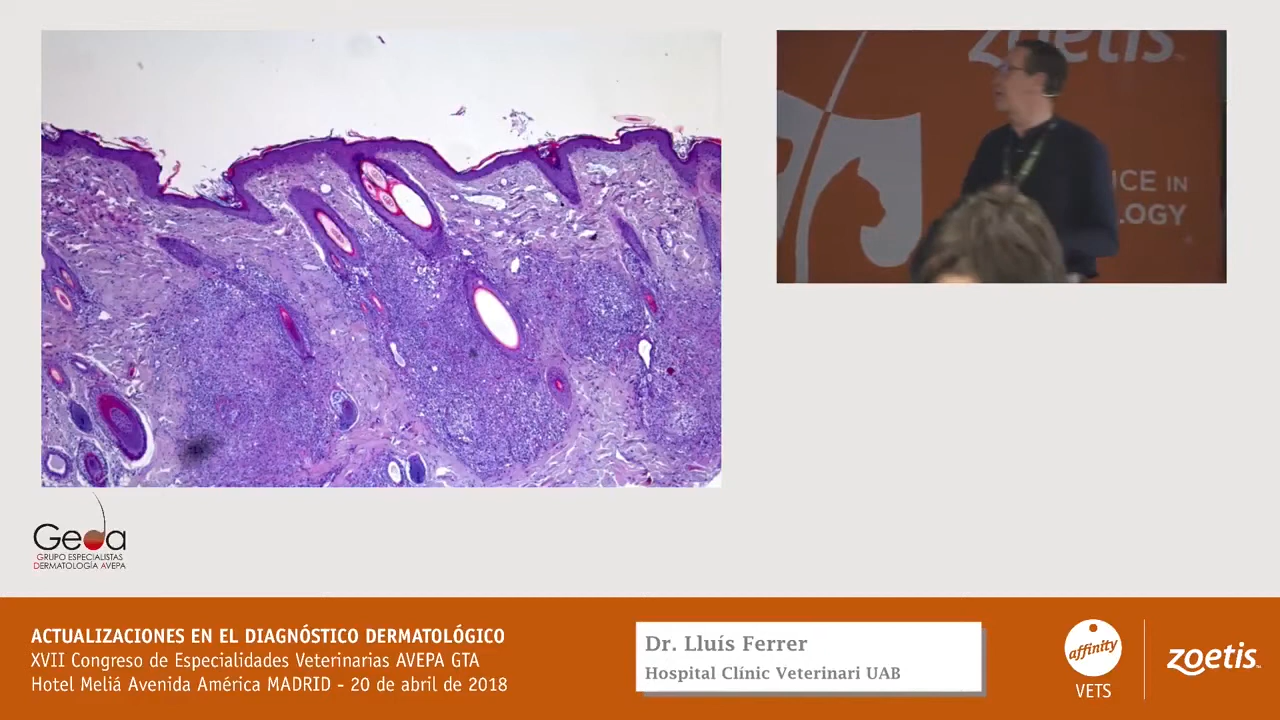 zoetis
ICE IN
LOGY
Geda
GRUPO ESPECIALISTAS
DERMATOLOGÍA AVEPA
ACTUALIZACIONES EN EL DIAGNÓSTICO DERMATOLÓGICO
XVII Congreso de Especialidades Veterinarias AVEPA GTA
Hotel Meliá Avenida América MADRID - 20 de abril de 2018
Dr. Lluís Ferrer
Hospital Clínic Veterinari UAB
affinity
VETS
zoetis